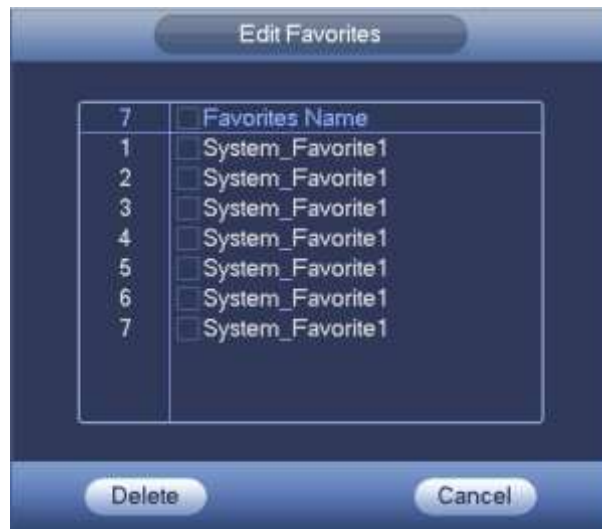 Edit Favorites
7 Favorites Name
1 System_Favorite1
2 System_Favorite1
3 System_Favorite1
4 System_Favorite1
5 System_Favorite1
6 System_Favorite1
7 System_Favorite1
Delete Cancel